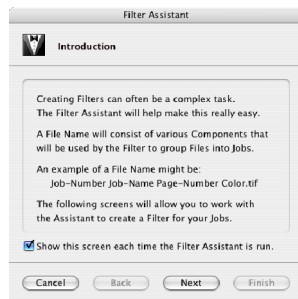 Filter Assistant
Introduction
Creating Filters can often be a complex task.
The Filter Assistant will help make this really easy.
A File Name will consist of various Components that
will be used by the Filter to group Files into Jobs.
An example of a File Name might be:
Job-Number Job-Name Page-Number Color.tif
The following screens will allow you to work with
the Assistant to create a Filter for your Jobs.
Show this screen each time the Filter Assistant is run.
Cancel Back Next Finish